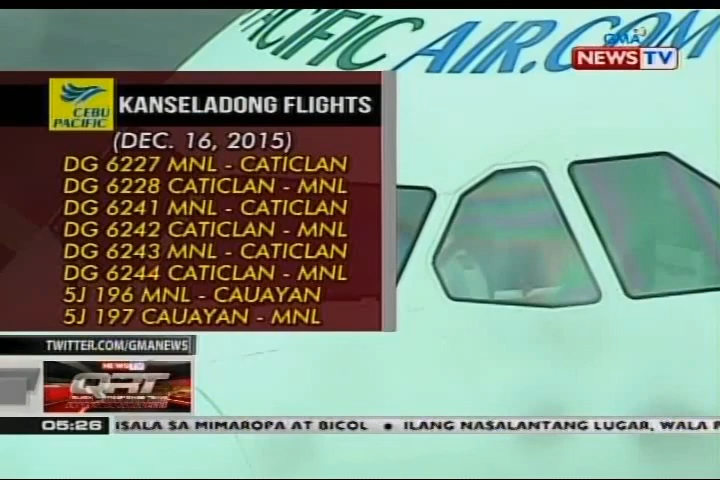 PACIFICAIR.COM
GMA
NEWS TV
CEBU PACIFIC
KANSELADONG FLIGHTS
(DEC. 16, 2015)
DG 6227 MNL - CATICLAN
DG 6228 CATICLAN - MNL
DG 6241 MNL - CATICLAN
DG 6242 CATICLAN - MNL
DG 6243 MNL - CATICLAN
DG 6244 CATICLAN - MNL
5J 196 MNL - CAUAYAN
5J 197 CAUAYAN - MNL
TWITTER.COM/GMANEWS
NEWS TV
QRT
05:26 ISALA SA MIMAROPA AT BICOL • ILANG NASALANTANG LUGAR, WALA P